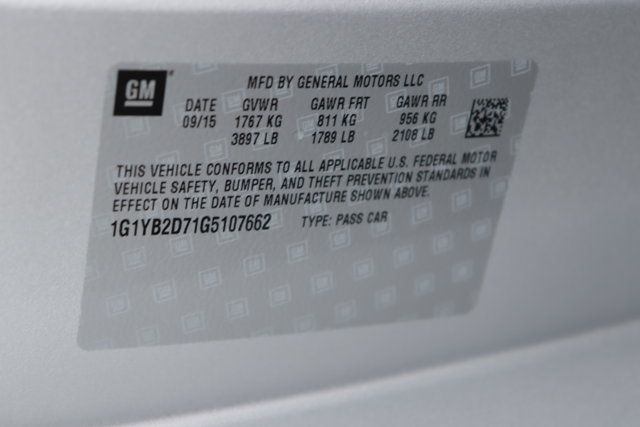 GM
MFD BY GENERAL MOTORS LLC
DATE GVWR GAWR FRT GAWR RR
09/15 1767 KG 811 KG 956 KG
3897 LB 1789 LB 2108 LB
THIS VEHICLE CONFORMS TO ALL APPLICABLE U.S. FEDERAL MOTOR
VEHICLE SAFETY, BUMPER, AND THEFT PREVENTION STANDARDS IN
EFFECT ON THE DATE OF MANUFACTURE SHOWN ABOVE.
1G1YB2D71G5107662 TYPE: PASS CAR